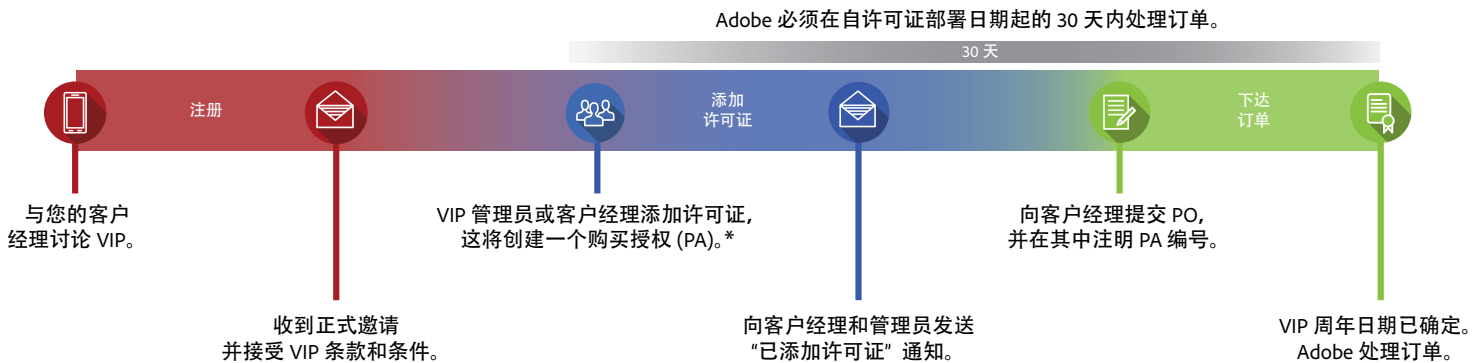 Adobe 必须在自许可证部署日期起的 30 天内处理订单。
30 天
注册
添加
许可证
下达
订单
与您的客户
经理讨论 VIP。
VIP 管理员或客户经理添加许可证,
这将创建一个购买授权 (PA)。*
向客户经理提交 PO,
并在其中注明 PA 编号。
收到正式邀请
并接受 VIP 条款和条件。
向客户经理和管理员发送
“已添加许可证”通知。
VIP 周年日期已确定。
Adobe 处理订单。